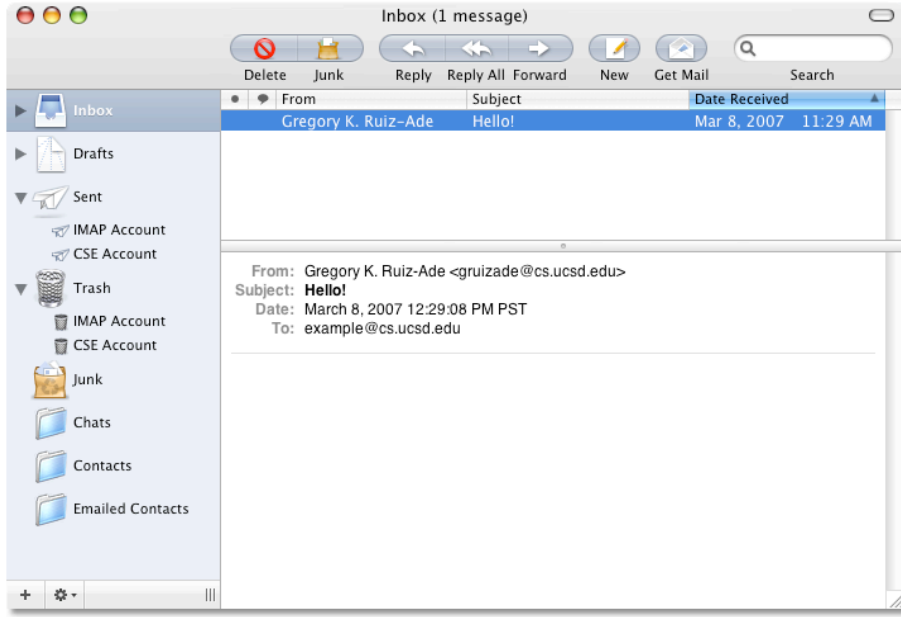 Inbox (1 message)
Delete Junk Reply Reply All Forward New Get Mail Search
From Subject Date Received
Gregory K. Ruiz-Ade Hello! Mar 8, 2007 11:29 AM
Inbox
Drafts
Sent
IMAP Account
CSE Account
Trash
IMAP Account
CSE Account
Junk
Chats
Contacts
Emailed Contacts
From: Gregory K. Ruiz-Ade <gruizade@cs.ucsd.edu>
Subject: Hello!
Date: March 8, 2007 12:29:08 PM PST
To: example@cs.ucsd.edu